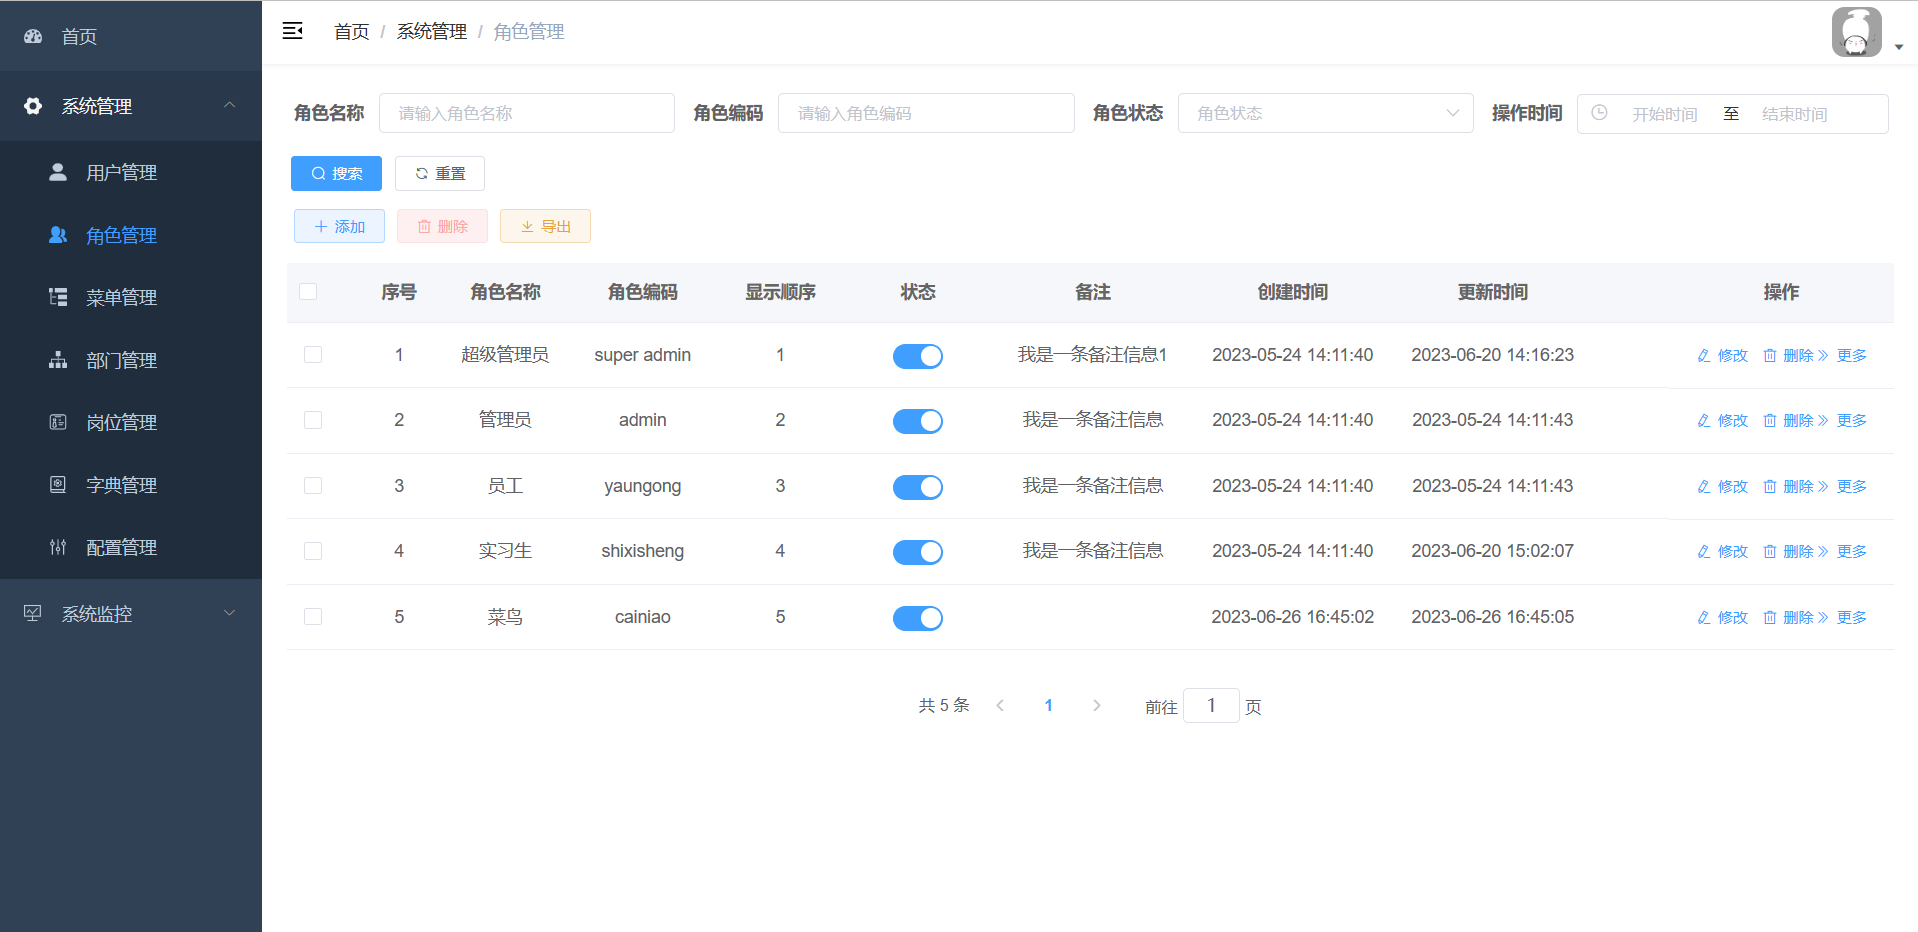 首页
系统管理
用户管理
角色管理
菜单管理
部门管理
岗位管理
字典管理
配置管理
系统监控
首页 / 系统管理 / 角色管理
角色名称 请输入角色名称 角色编码 请输入角色编码 角色状态 角色状态 操作时间 开始时间 至 结束时间
搜索 重置
添加 删除 导出
序号 角色名称 角色编码 显示顺序 状态 备注 创建时间 更新时间 操作
1 超级管理员 super admin 1 我是一条备注信息1 2023-05-24 14:11:40 2023-06-20 14:16:23 修改 删除 更多
2 管理员 admin 2 我是一条备注信息 2023-05-24 14:11:40 2023-05-24 14:11:43 修改 删除 更多
3 员工 yaungong 3 我是一条备注信息 2023-05-24 14:11:40 2023-05-24 14:11:43 修改 删除 更多
4 实习生 shixisheng 4 我是一条备注信息 2023-05-24 14:11:40 2023-06-20 15:02:07 修改 删除 更多
5 菜鸟 cainiao 5 2023-06-26 16:45:02 2023-06-26 16:45:05 修改 删除 更多
共 5 条 1 前往 1 页